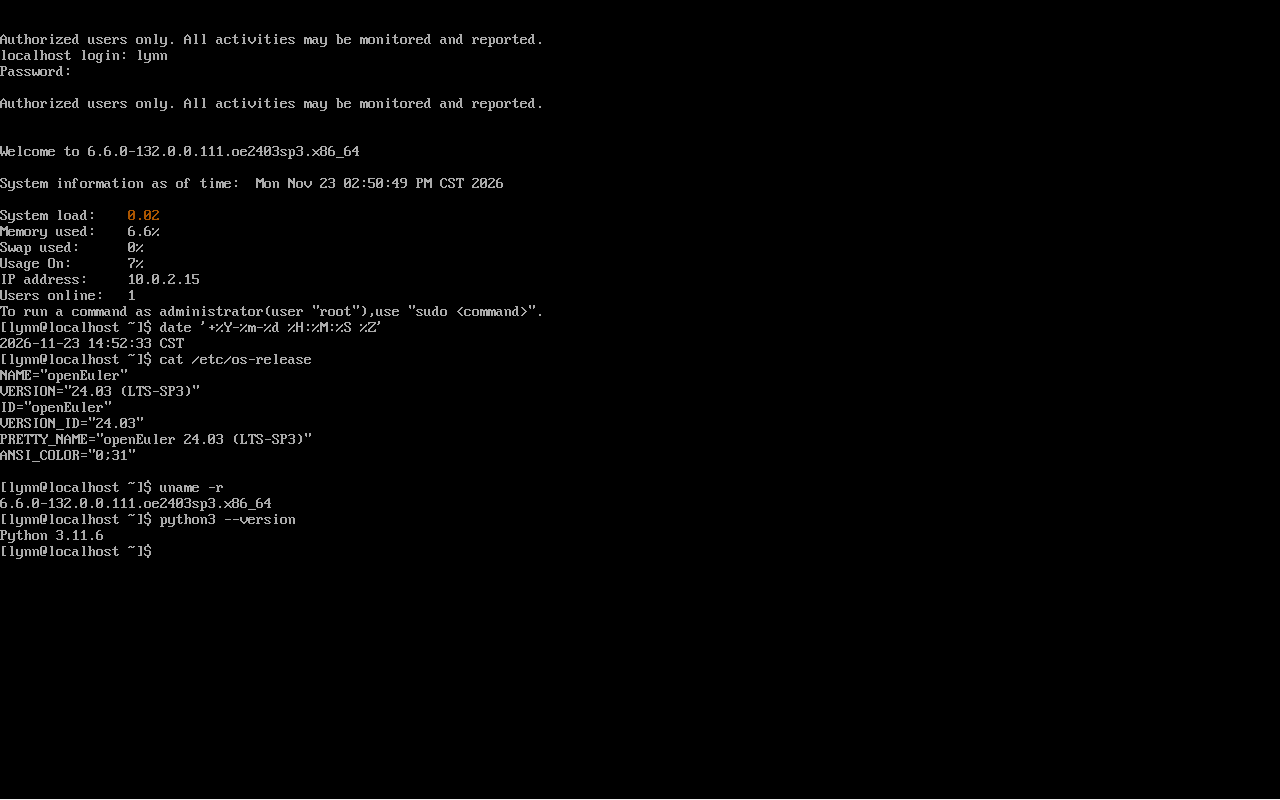 Authorized users only. All activities may be monitored and reported.
localhost login: lynn
Password:
Authorized users only. All activities may be monitored and reported.
Welcome to 6.6.0-132.0.0.111.oe2403sp3.x86_64
System information as of time:  Mon Nov 23 02:50:49 PM CST 2026
System load:    0.02
Memory used:    6.6%
Swap used:      0%
Usage On:       7%
IP address:     10.0.2.15
Users online:   1
To run a command as administrator(user "root"),use "sudo <command>".
[lynn@localhost ~]$ date '+%Y-%m-%d %H:%M:%S %Z'
2026-11-23 14:52:33 CST
[lynn@localhost ~]$ cat /etc/os-release
NAME="openEuler"
VERSION="24.03 (LTS-SP3)"
ID="openEuler"
VERSION_ID="24.03"
PRETTY_NAME="openEuler 24.03 (LTS-SP3)"
ANSI_COLOR="0;31"
[lynn@localhost ~]$ uname -r
6.6.0-132.0.0.111.oe2403sp3.x86_64
[lynn@localhost ~]$ python3 --version
Python 3.11.6
[lynn@localhost ~]$